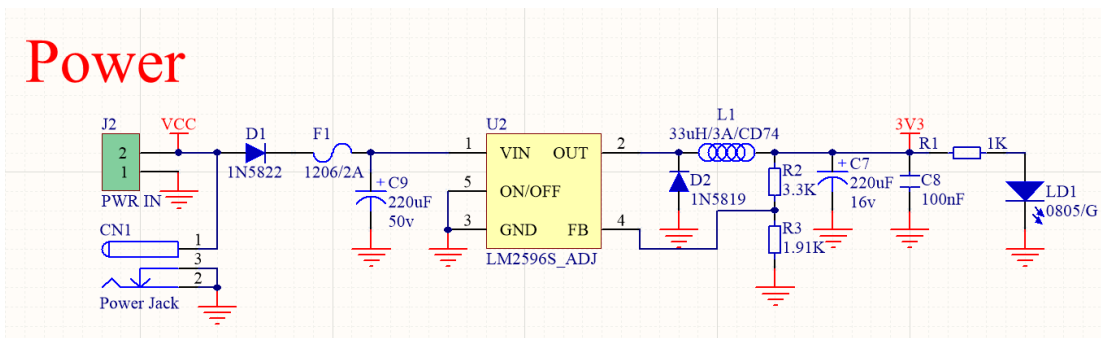 Power
J2
VCC
2
1
PWR IN
CN1
1
3
2
Power Jack
D1
1N5822
F1
1206/2A
+
C9
220uF
50v
U2
1
VIN
OUT
2
5
ON/OFF
3
GND
FB
4
LM2596S_ADJ
L1
33uH/3A/CD74
D2
1N5819
R2
3.3K
R3
1.91K
+
C7
220uF
16v
3V3
C8
100nF
R1
1K
LD1
0805/G